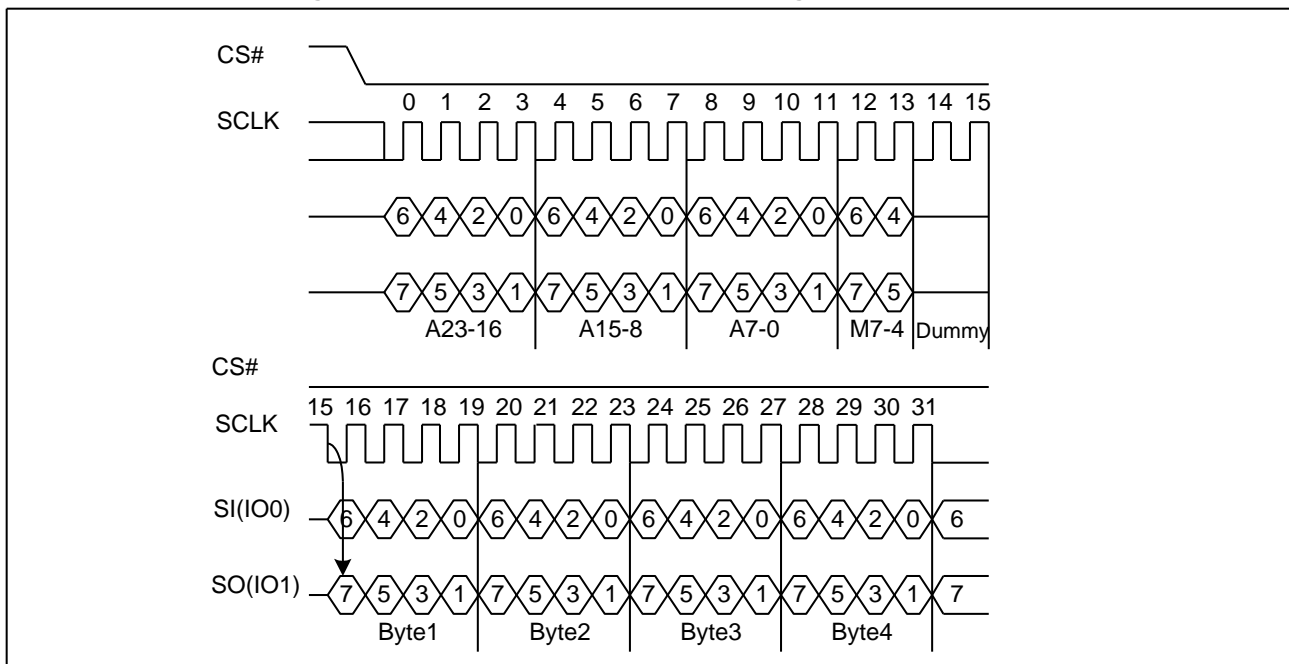 CS#
0 1 2 3 4 5 6 7 8 9 10 11 12 13 14 15
SCLK
6 4 2 0 6 4 2 0 6 4 2 0 6 4
7 5 3 1 7 5 3 1 7 5 3 1 7 5
A23-16 A15-8 A7-0 M7-4 Dummy
CS#
15 16 17 18 19 20 21 22 23 24 25 26 27 28 29 30 31
SCLK
SI(IO0) 6 4 2 0 6 4 2 0 6 4 2 0 6 4 2 0 6
SO(IO1) 7 5 3 1 7 5 3 1 7 5 3 1 7 5 3 1 7
Byte1 Byte2 Byte3 Byte4